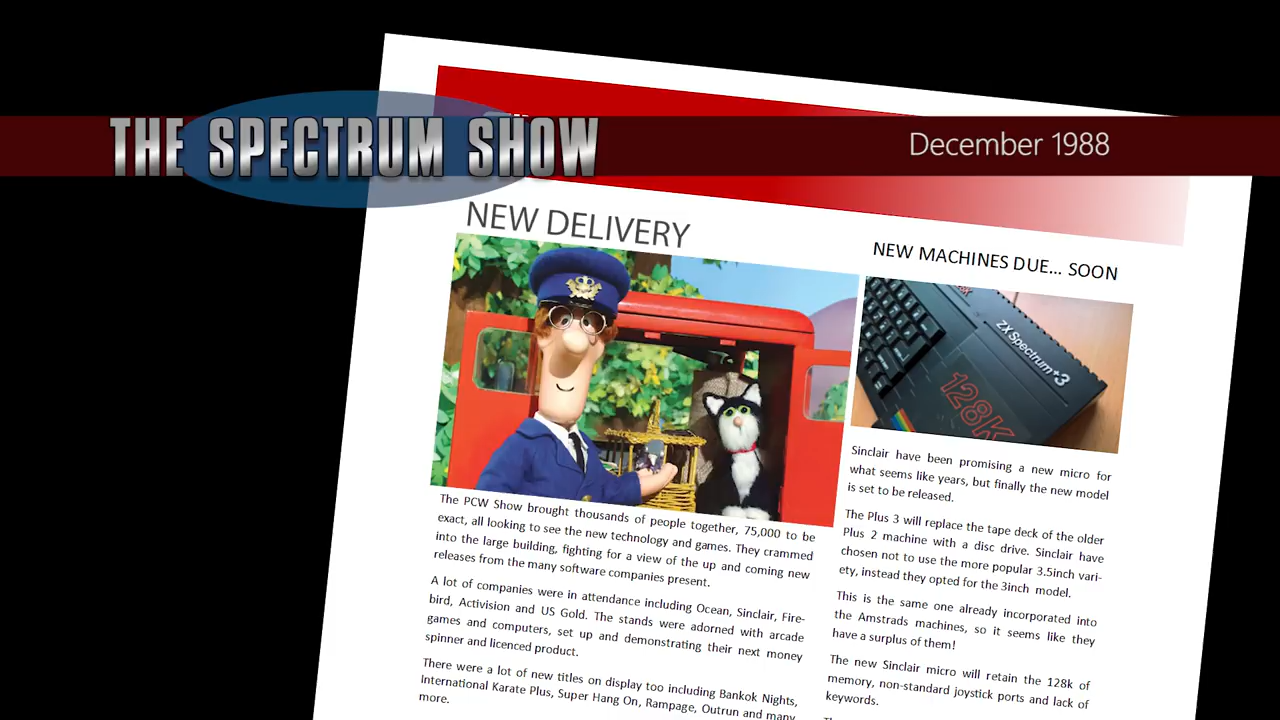 THE SPECTRUM SHOW
December 1988
NEW DELIVERY
The PCW Show brought thousands of people together, 75,000 to be
exact, all looking to see the new technology and games. They crammed
into the large building, fighting for a view of the up and coming new
releases from the many software companies present.
A lot of companies were in attendance including Ocean, Sinclair, Fire-
bird, Activision and US Gold. The stands were adorned with arcade
games and computers, set up and demonstrating their next money
spinner and licenced product.
There were a lot of new titles on display too including Bankok Nights,
International Karate Plus, Super Hang On, Rampage, Outrun and many
more.
NEW MACHINES DUE... SOON
ZX Spectrum+3
128K
Sinclair have been promising a new micro for
what seems like years, but finally the new model
is set to be released.
The Plus 3 will replace the tape deck of the older
Plus 2 machine with a disc drive. Sinclair have
chosen not to use the more popular 3.5inch vari-
ety, instead they opted for the 3inch model.
This is the same one already incorporated into
the Amstrads machines, so it seems like they
have a surplus of them!
The new Sinclair micro will retain the 128k of
memory, non-standard joystick ports and lack of
keywords.